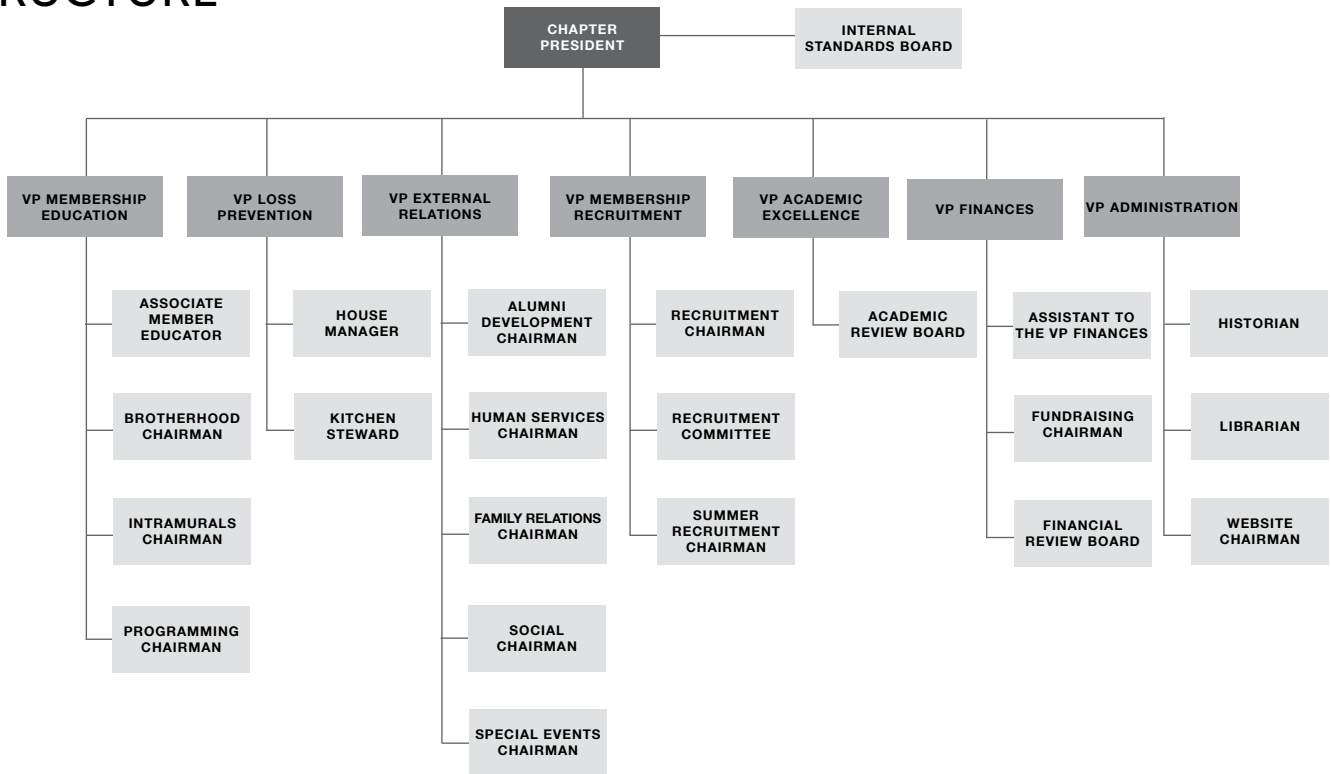 CHAPTER
PRESIDENT
INTERNAL
STANDARDS BOARD
VP MEMBERSHIP
EDUCATION
VP LOSS
PREVENTION
VP EXTERNAL
RELATIONS
VP MEMBERSHIP
RECRUITMENT
VP ACADEMIC
EXCELLENCE
VP FINANCES
VP ADMINISTRATION
ASSOCIATE
MEMBER
EDUCATOR
BROTHERHOOD
CHAIRMAN
INTRAMURALS
CHAIRMAN
PROGRAMMING
CHAIRMAN
HOUSE
MANAGER
KITCHEN
STEWARD
ALUMNI
DEVELOPMENT
CHAIRMAN
HUMAN SERVICES
CHAIRMAN
FAMILY RELATIONS
CHAIRMAN
SOCIAL
CHAIRMAN
SPECIAL EVENTS
CHAIRMAN
RECRUITMENT
CHAIRMAN
RECRUITMENT
COMMITTEE
SUMMER
RECRUITMENT
CHAIRMAN
ACADEMIC
REVIEW BOARD
ASSISTANT TO
THE VP FINANCES
FUNDRAISING
CHAIRMAN
FINANCIAL
REVIEW BOARD
HISTORIAN
LIBRARIAN
WEBSITE
CHAIRMAN